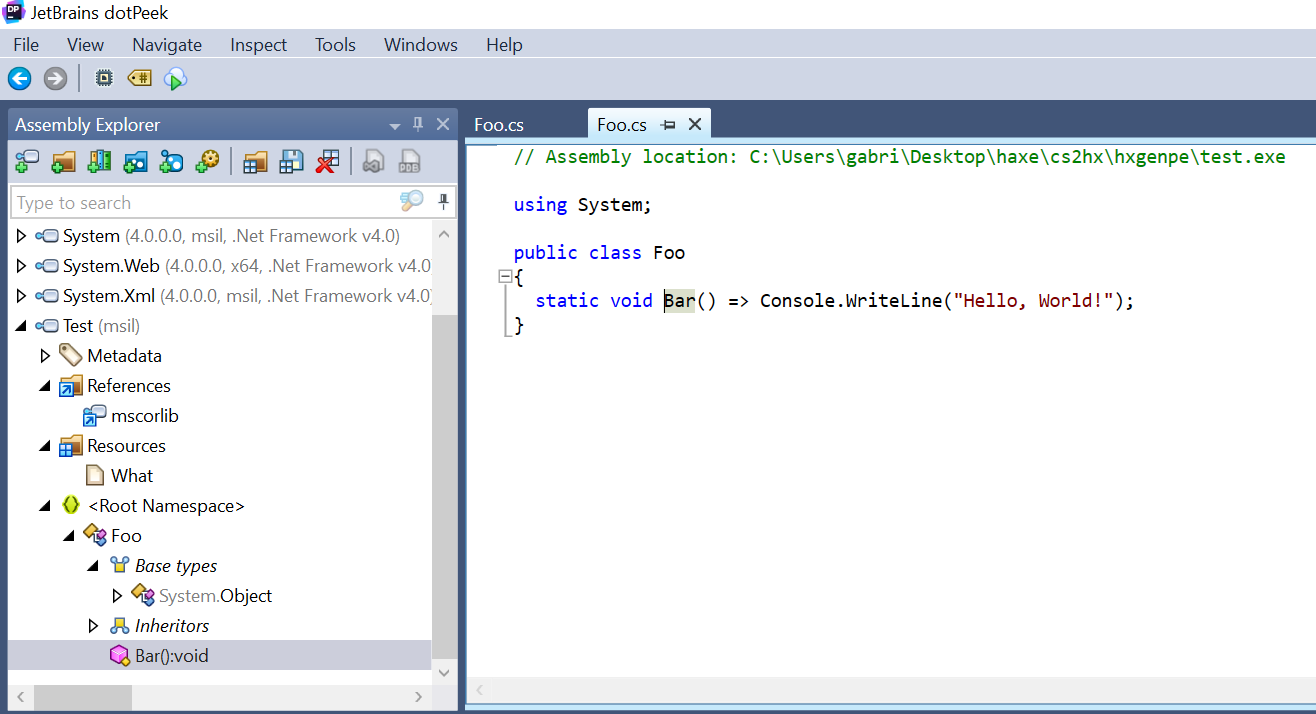 DP JetBrains dotPeek
File View Navigate Inspect Tools Windows Help
Assembly Explorer
Foo.cs
Foo.cs
PDB
Type to search
System (4.0.0.0, msil, .Net Framework v4.0)
System.Web (4.0.0.0, x64, .Net Framework v4.0)
System.Xml (4.0.0.0, msil, .Net Framework v4.0)
Test (msil)
Metadata
References
mscorlib
Resources
What
<Root Namespace>
Foo
Base types
System.Object
Inheritors
Bar():void
// Assembly location: C:\Users\gabri\Desktop\haxe\cs2hx\hxgenpe\test.exe
using System;
public class Foo
{
static void Bar() => Console.WriteLine("Hello, World!");
}